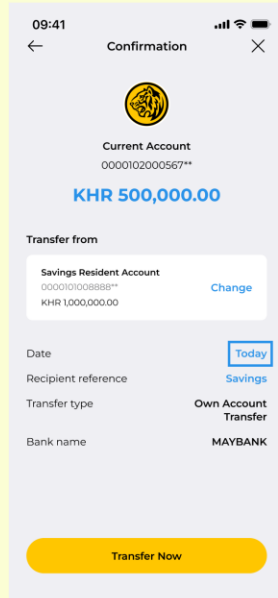 09:41
Confirmation
Current Account
0000102000567**
KHR 500,000.00
Transfer from
Savings Resident Account
0000101008888**
KHR 1,000,000.00
Change
Date
Today
Recipient reference
Savings
Transfer type
Own Account
Transfer
Bank name
MAYBANK
Transfer Now